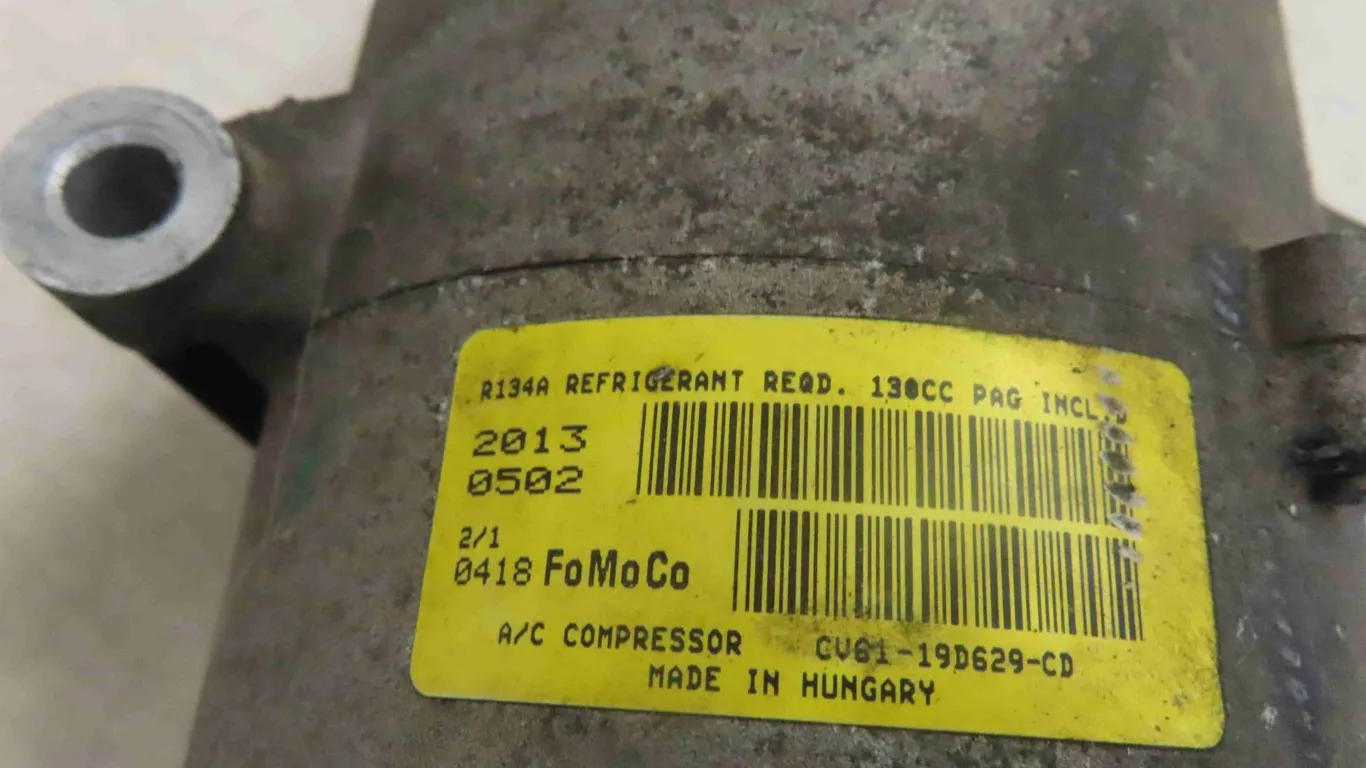 R134A REFRIGERANT REQD. 130CC PAG INCL.
2013
0502
2/1
0418 FoMoCo
A/C COMPRESSOR CV61-19D629-CD
MADE IN HUNGARY